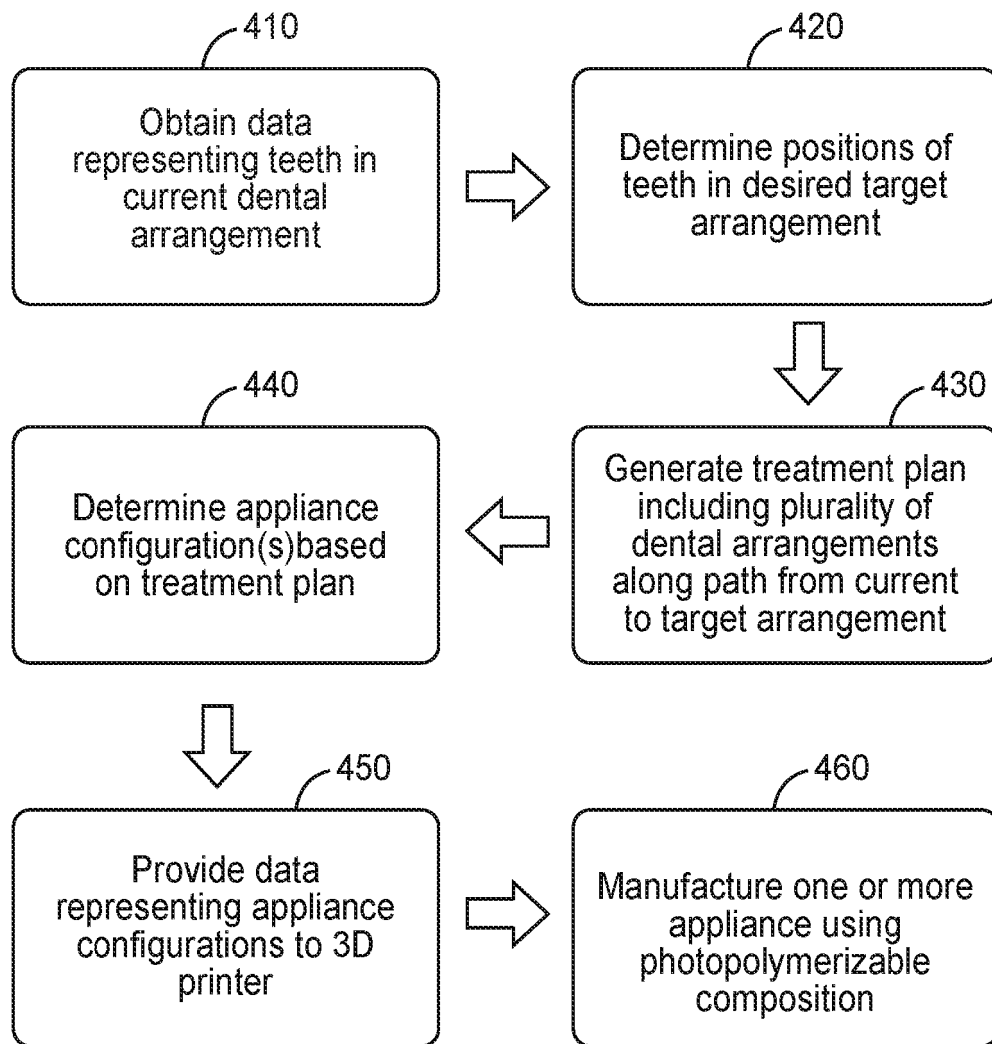 410
Obtain data
representing teeth in
current dental
arrangement
420
Determine positions of
teeth in desired target
arrangement
430
Generate treatment plan
including plurality of
dental arrangements
along path from current
to target arrangement
440
Determine appliance
configuration(s)based
on treatment plan
450
Provide data
representing appliance
configurations to 3D
printer
460
Manufacture one or more
appliance using
photopolymerizable
composition